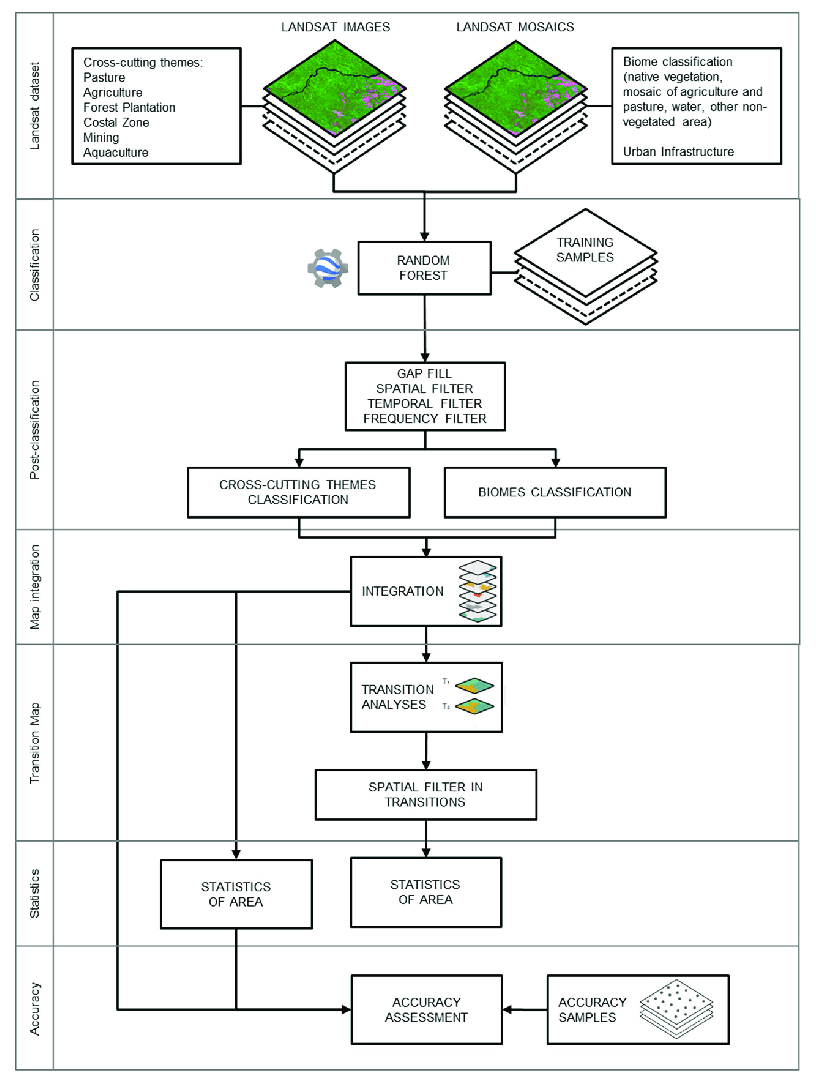 Landsat dataset
LANDSAT IMAGES
LANDSAT MOSAICS
Cross-cutting themes:
Pasture
Agriculture
Forest Plantation
Costal Zone
Mining
Aquaculture
Biome classification
(native vegetation,
mosaic of agriculture and
pasture, water, other non-
vegetated area)
Urban Infrastructure
Classification
RANDOM
FOREST
TRAINING
SAMPLES
Post-classification
GAP FILL
SPATIAL FILTER
TEMPORAL FILTER
FREQUENCY FILTER
CROSS-CUTTING THEMES
CLASSIFICATION
BIOMES CLASSIFICATION
Map integration
INTEGRATION
Transition Map
TRANSITION
ANALYSES
T₁
T₂
SPATIAL FILTER IN
TRANSITIONS
Statistics
STATISTICS
OF AREA
STATISTICS
OF AREA
Accuracy
ACCURACY
ASSESSMENT
ACCURACY
SAMPLES